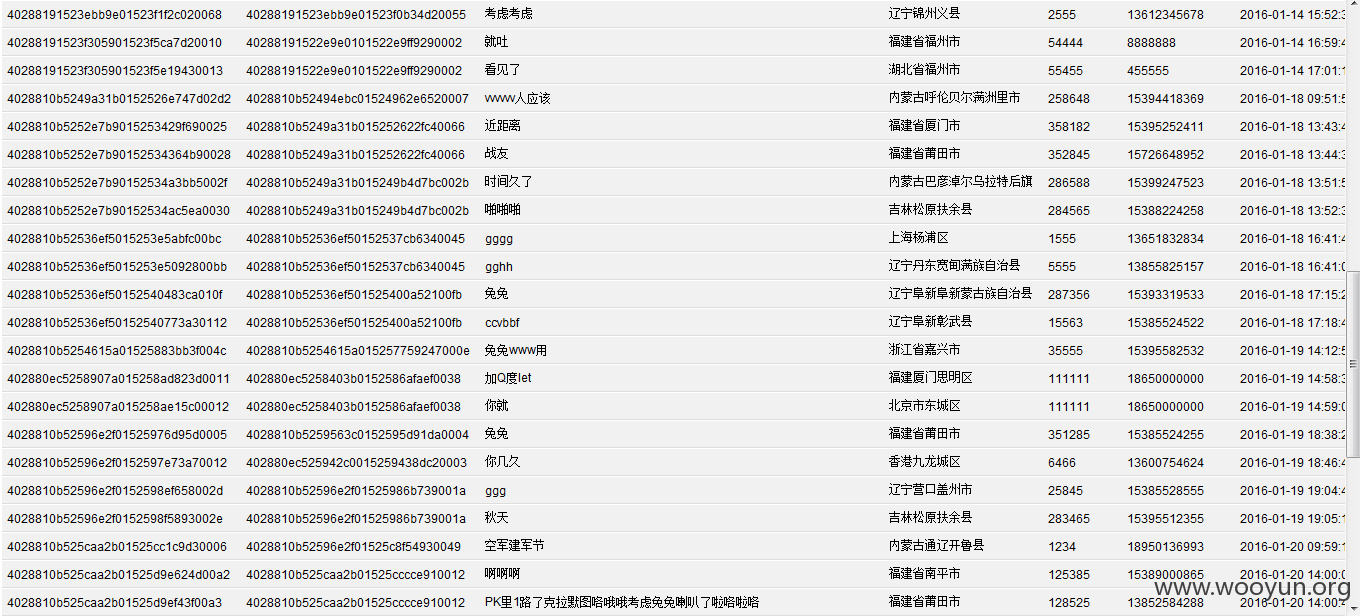 40288191523ebb9e01523f1f2c020068 40288191523ebb9e01523f0b34d20055 考虑考虑 辽宁锦州义县 2555 13612345678 2016-01-14 15:52:3
40288191523f305901523f5ca7d20010 40288191522e9e0101522e9ff9290002 就吐 福建省福州市 54444 8888888 2016-01-14 16:59:4
40288191523f305901523f5e19430013 40288191522e9e0101522e9ff9290002 看见了 湖北省福州市 55455 455555 2016-01-14 17:01:1
4028810b5249a31b0152526e747d02d2 4028810b52494ebc01524962e6520007 vvww人应该 内蒙古呼伦贝尔满洲里市 258648 15394418369 2016-01-18 09:51:5
4028810b5252e7b9015253429f690025 4028810b5249a31b015252622fc40066 近距离 福建省厦门市 358182 15395252411 2016-01-18 13:43:4
4028810b5252e7b90152534364b90028 4028810b5249a31b015252622fc40066 战友 福建省莆田市 352845 15726648952 2016-01-18 13:44:3
4028810b5252e7b90152534a3bb5002f 4028810b5249a31b015249b4d7bc002b 时间久了 内蒙古巴彦淖尔乌拉特后旗 286588 15399247523 2016-01-18 13:51:5
4028810b5252e7b90152534ac5ea0030 4028810b5249a31b015249b4d7bc002b 啪啪啪 吉林松原扶余县 284565 15388224258 2016-01-18 13:52:3
4028810b52536ef5015253e5abfc00bc 4028810b52536ef50152537cb6340045 gggg 上海杨浦区 1555 13651832834 2016-01-18 16:41:4
4028810b52536ef5015253e5092800bb 4028810b52536ef50152537cb6340045 gghh 辽宁丹东宽甸满族自治县 5555 13855825157 2016-01-18 16:41:0
4028810b52536ef50152540483ca010f 4028810b52536ef501525400a52100fb 兔兔 辽宁阜新阜新蒙古族自治县 287356 15393319533 2016-01-18 17:15:2
4028810b52536ef50152540773a30112 4028810b52536ef501525400a52100fb ccvbbf 辽宁阜新彰武县 15563 15385524522 2016-01-18 17:18:4
4028810b5254615a01525883bb3f004c 4028810b5254615a015257759247000e 兔兔www用 浙江省嘉兴市 35555 15395582532 2016-01-19 14:12:5
402880ec5258907a015258ad823d0011 402880ec5258403b0152586afaef0038 加Q度let 福建厦门思明区 111111 18650000000 2016-01-19 14:58:3
402880ec5258907a015258ae15c00012 402880ec5258403b0152586afaef0038 你就 北京市东城区 111111 18650000000 2016-01-19 14:59:0
4028810b52596e2f01525976d95d0005 4028810b5259563c0152595d91da0004 兔兔 福建省莆田市 351285 15385524255 2016-01-19 18:38:2
4028810b52596e2f0152597e73a70012 402880ec525942c0015259438dc20003 你几久 香港九龙城区 6466 13600754624 2016-01-19 18:46:4
4028810b52596e2f0152598ef658002d 4028810b52596e2f01525986b739001a ggg 辽宁营口盖州市 25845 15385528555 2016-01-19 19:04:4
4028810b52596e2f0152598f5893002e 4028810b52596e2f01525986b739001a 秋天 吉林松原扶余县 283465 15395512355 2016-01-19 19:05:1
4028810b525caa2b01525cc1c9d30006 4028810b52596e2f01525c8f54930049 空军建军节 内蒙古通辽开鲁县 1234 18950136993 2016-01-20 09:59:1
4028810b525caa2b01525d9e624d00a2 4028810b525caa2b01525cccce910012 啊啊啊 福建省南平市 125385 15389000865 2016-01-20 14:00:0
4028810b525caa2b01525d9ef43f00a3 4028810b525caa2b01525cccce910012 PK里1路了克拉默图咯哦哦考虑兔兔喇叭了啦咯啦咯 福建省莆田市 128525 13852584288 2016-01-20 14:00:4
www.wooyun.org